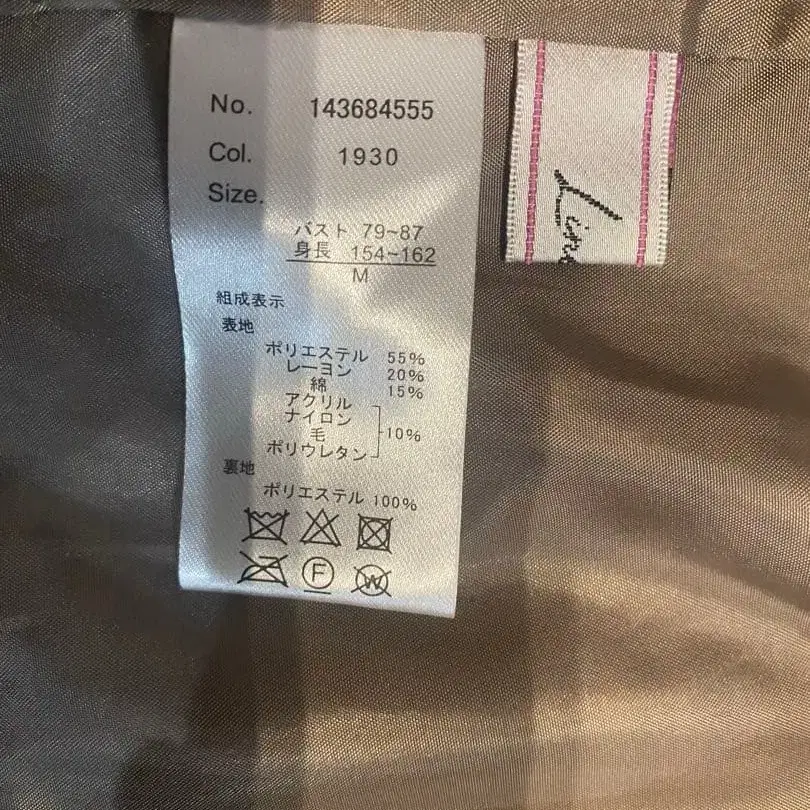 No. 143684555
Col. 1930
Size.
バスト 79~87
身長 154~162
M
組成表示
表地
ポリエステル 55%
レーヨン 20%
綿 15%
アクリル
ナイロン
毛
ポリウレタン
10%
裏地
ポリエステル 100%
F
W